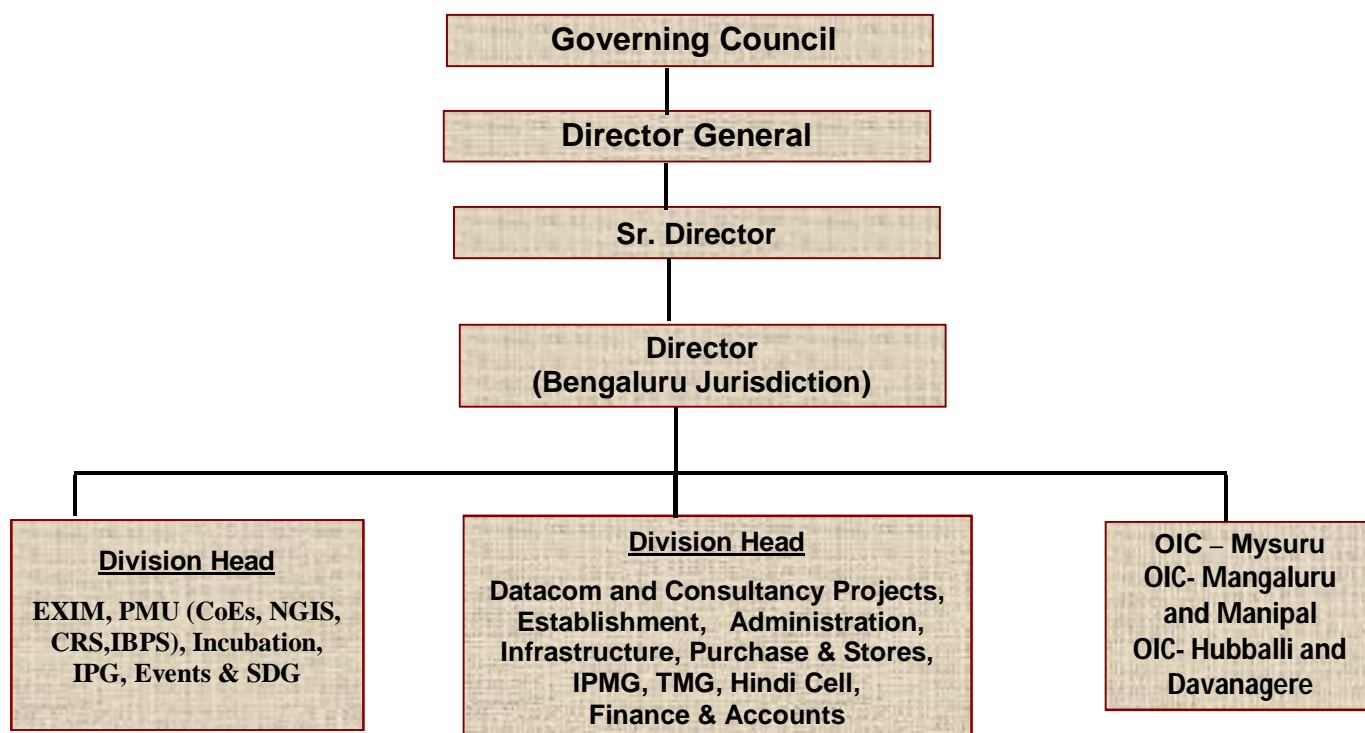 Governing Council
Director General
Sr. Director
Director
(Bengaluru Jurisdiction)
Division Head
EXIM, PMU (CoEs, NGIS,
CRS,IBPS), Incubation,
IPG, Events & SDG
Division Head
Datacom and Consultancy Projects,
Establishment, Administration,
Infrastructure, Purchase & Stores,
IPMG, TMG, Hindi Cell,
Finance & Accounts
OIC – Mysuru
OIC- Mangaluru
and Manipal
OIC- Hubballi and
Davanagere